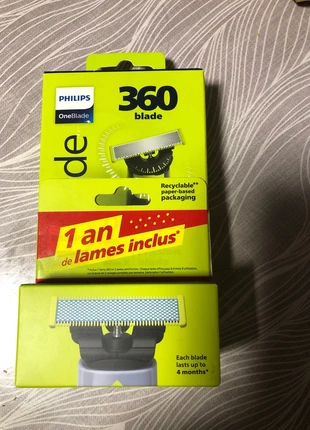 PHILIPS
OneBlade
360
blade
de
Recyclable**
paper-based
packaging
1 an
de lames inclus*
Each blade
lasts up to
4 months*